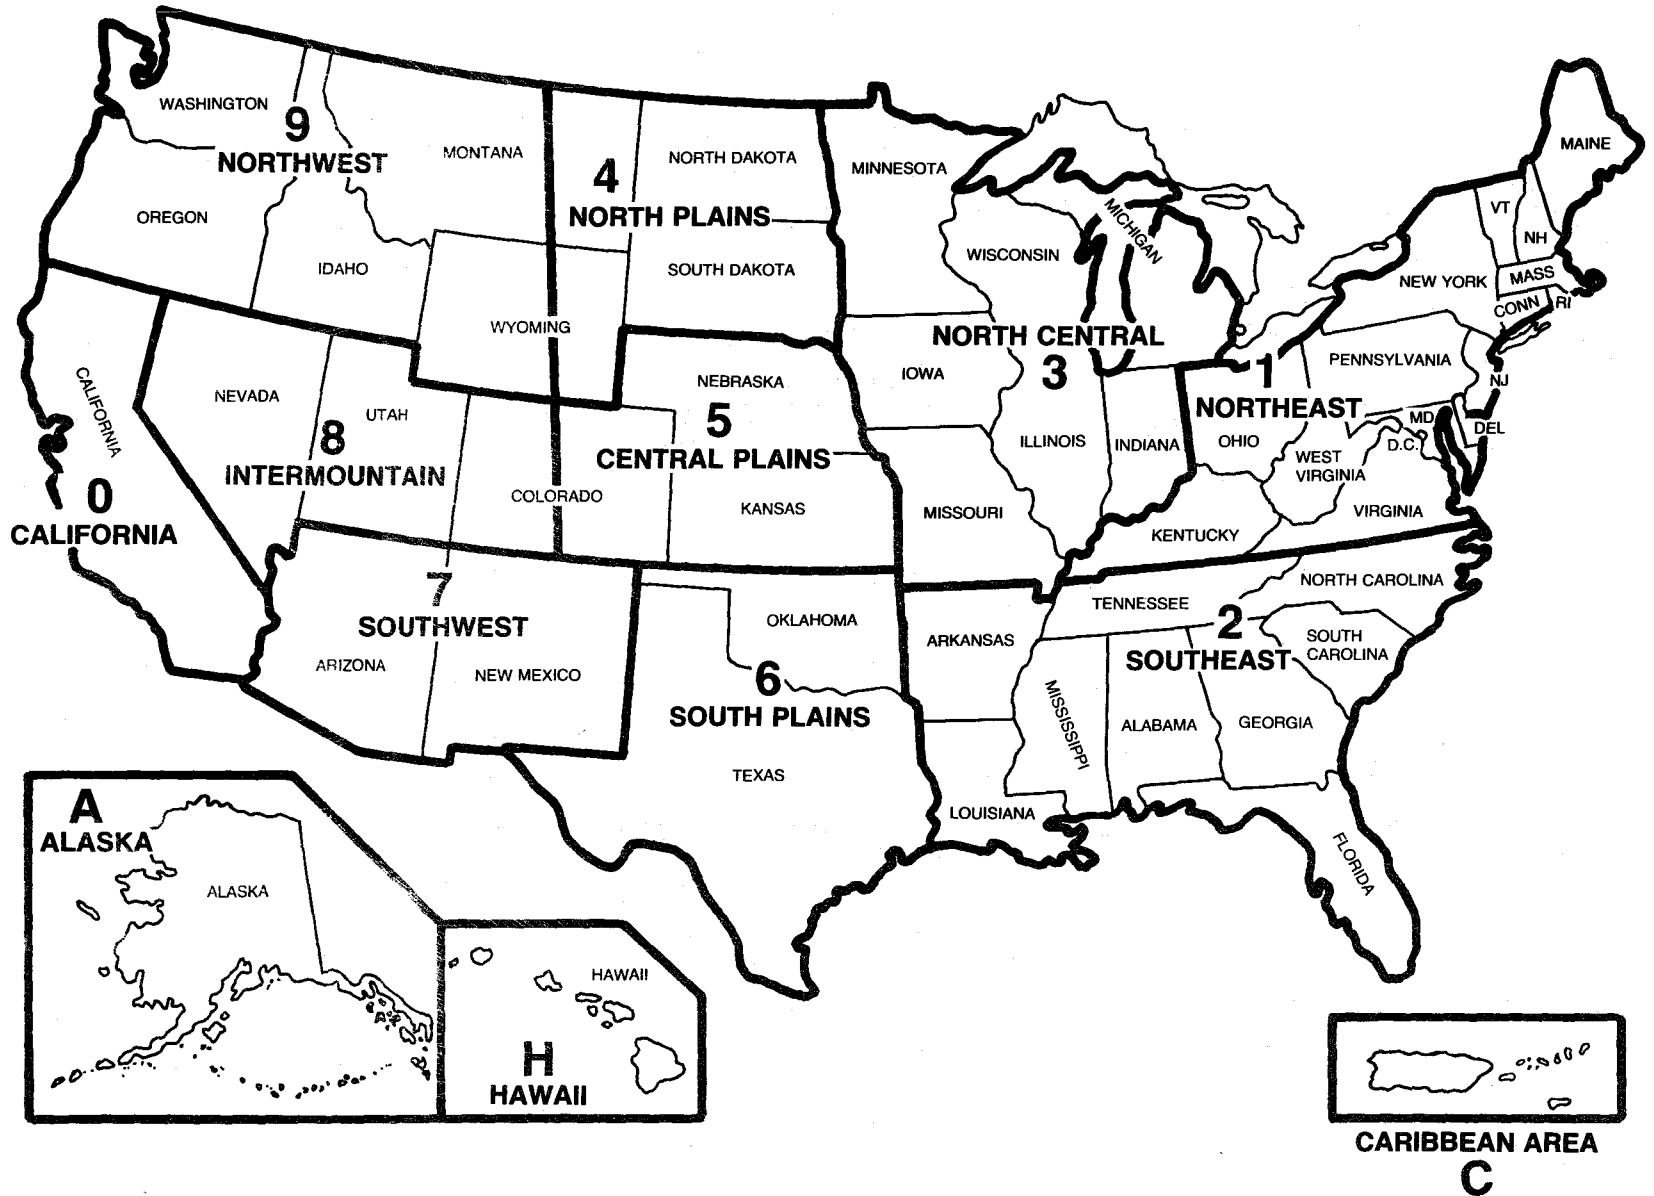 WASHINGTON
9
NORTHWEST
MONTANA
OREGON
IDAHO
4
NORTH PLAINS
NORTH DAKOTA
SOUTH DAKOTA
WYOMING
MINNESOTA
WISCONSIN
MICHIGAN
NORTH CENTRAL
3
IOWA
ILLINOIS
INDIANA
MISSOURI
MAINE
VT
NH
NEW YORK
MASS
CONN
RI
PENNSYLVANIA
NJ
1
NORTHEAST
OHIO
MD
DEL
D.C.
WEST
VIRGINIA
VIRGINIA
KENTUCKY
CALIFORNIA
0
CALIFORNIA
NEVADA
UTAH
8
INTERMOUNTAIN
COLORADO
NEBRASKA
5
CENTRAL PLAINS
KANSAS
7
SOUTHWEST
ARIZONA
NEW MEXICO
OKLAHOMA
6
SOUTH PLAINS
TEXAS
ARKANSAS
LOUISIANA
TENNESSEE
NORTH CAROLINA
2
SOUTHEAST
SOUTH
CAROLINA
MISSISSIPPI
ALABAMA
GEORGIA
FLORIDA
A
ALASKA
ALASKA
HAWAII
H
HAWAII
CARIBBEAN AREA
C